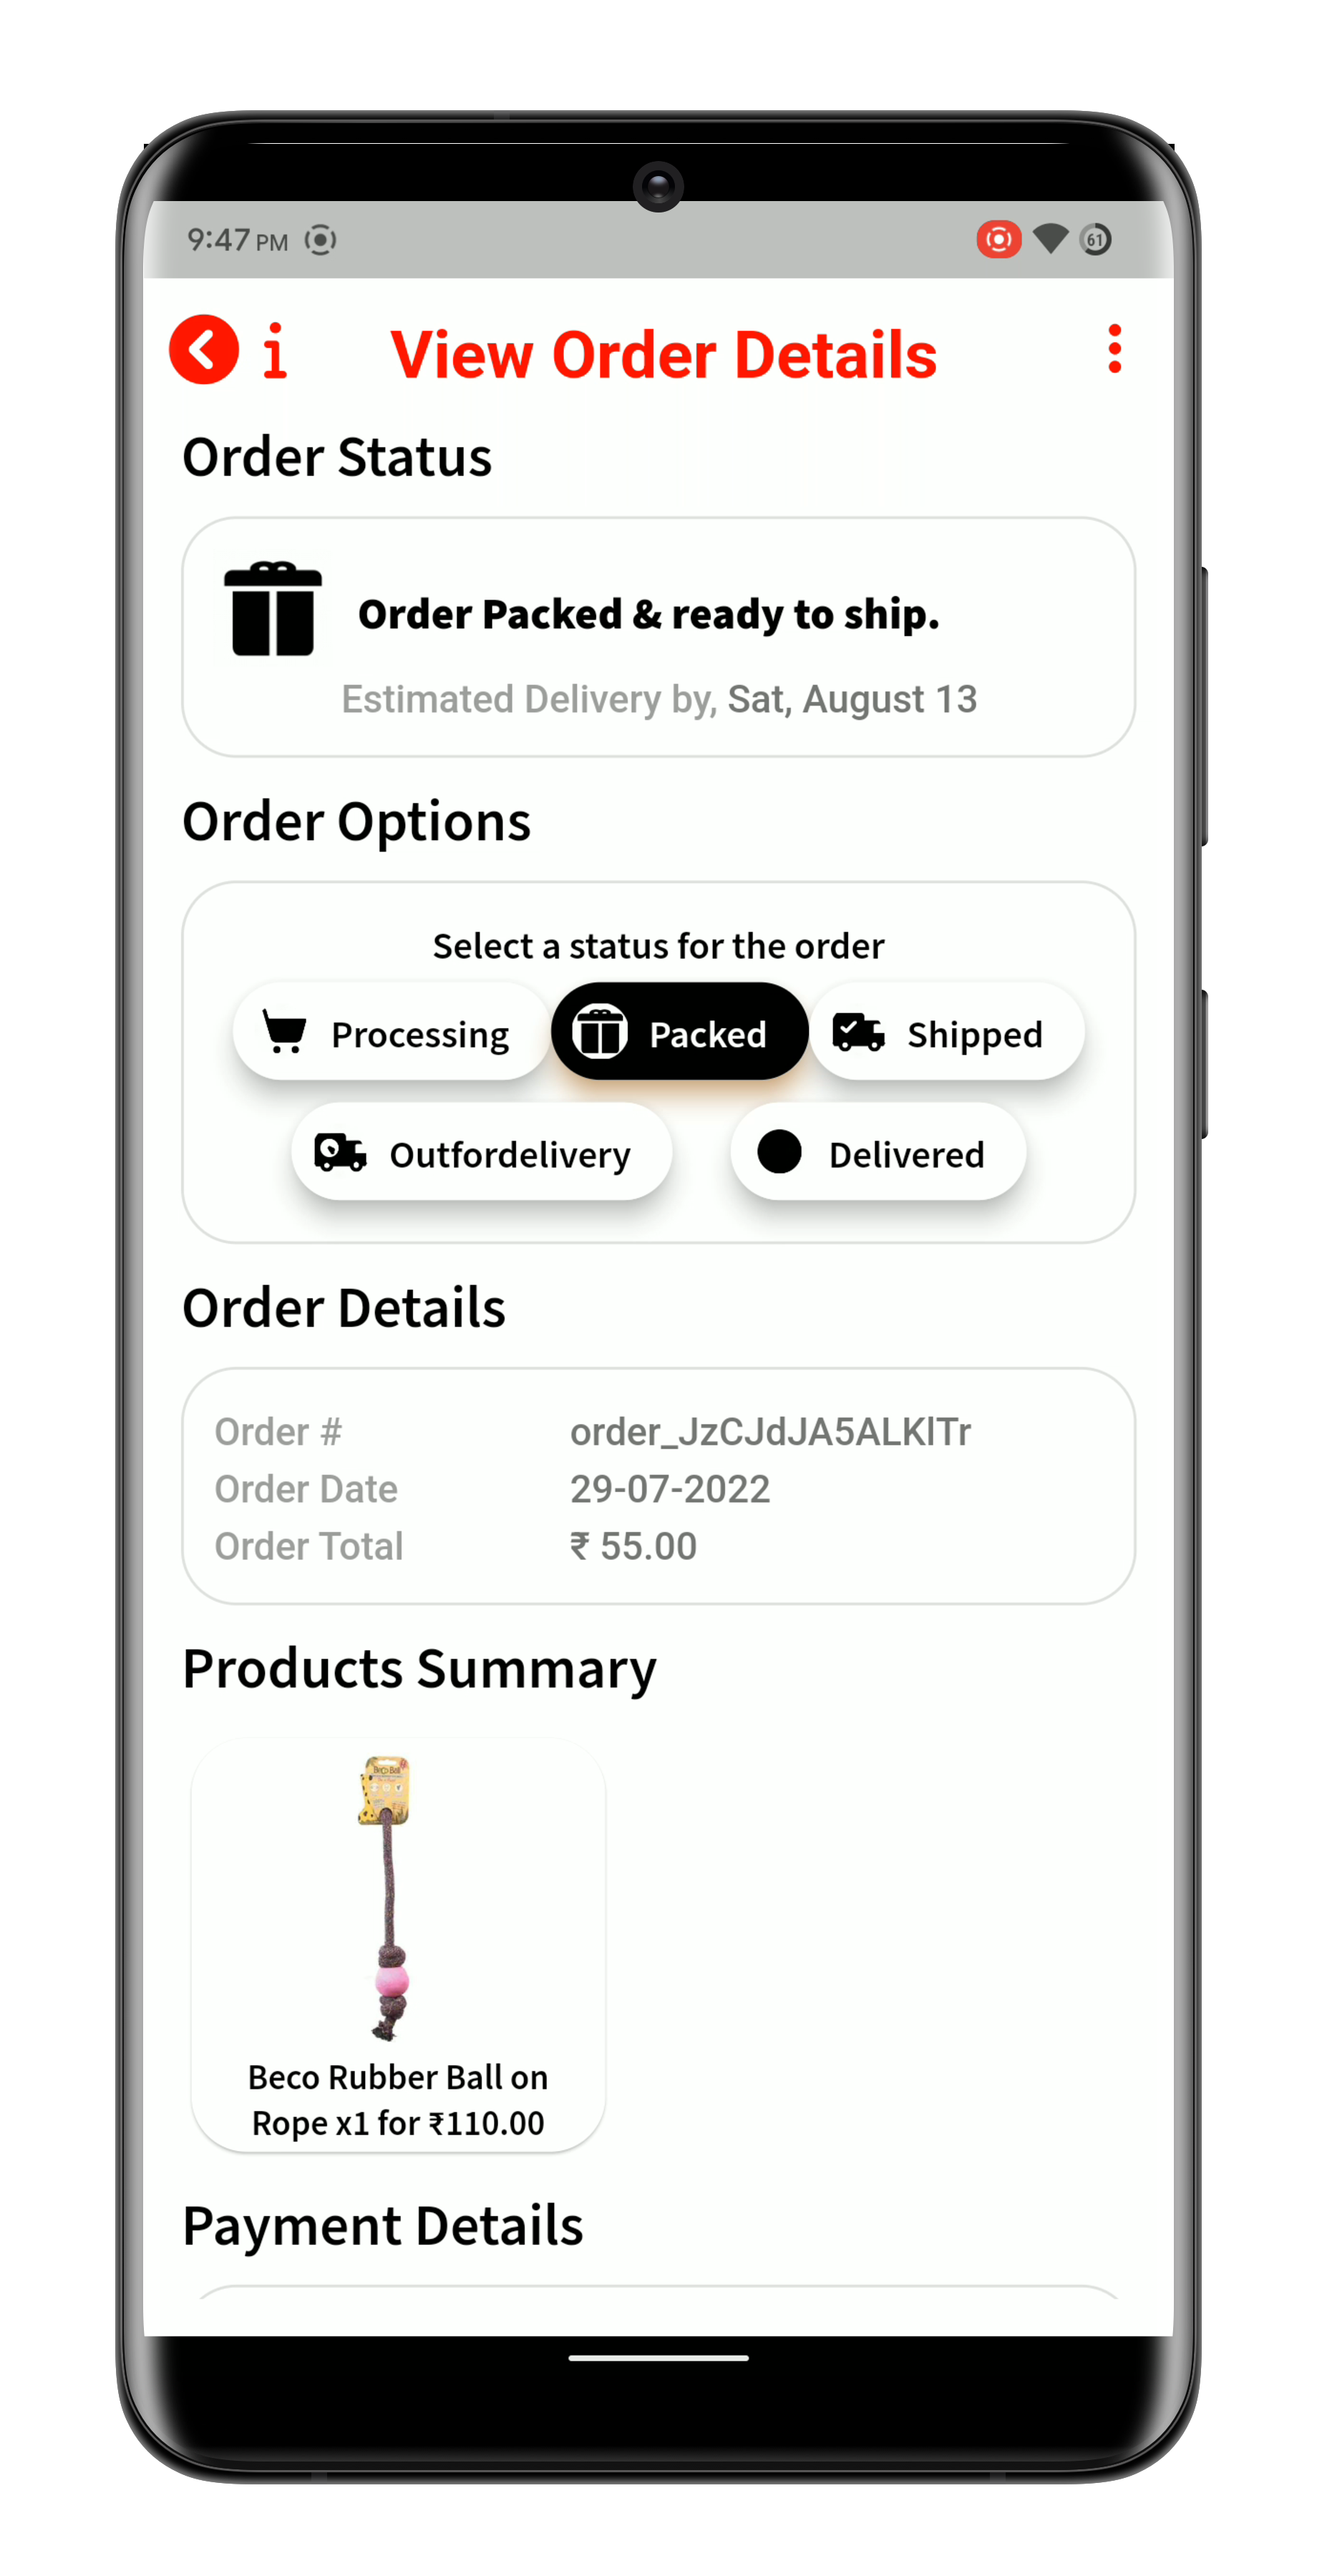 9:47 PM
61
i View Order Details
Order Status
Order Packed & ready to ship.
Estimated Delivery by, Sat, August 13
Order Options
Select a status for the order
Processing Packed Shipped
Outfordelivery Delivered
Order Details
Order # order_JzCJdJA5ALKlTr
Order Date 29-07-2022
Order Total ₹ 55.00
Products Summary
Beco Ball
Beco Rubber Ball on
Rope x1 for ₹110.00
Payment Details